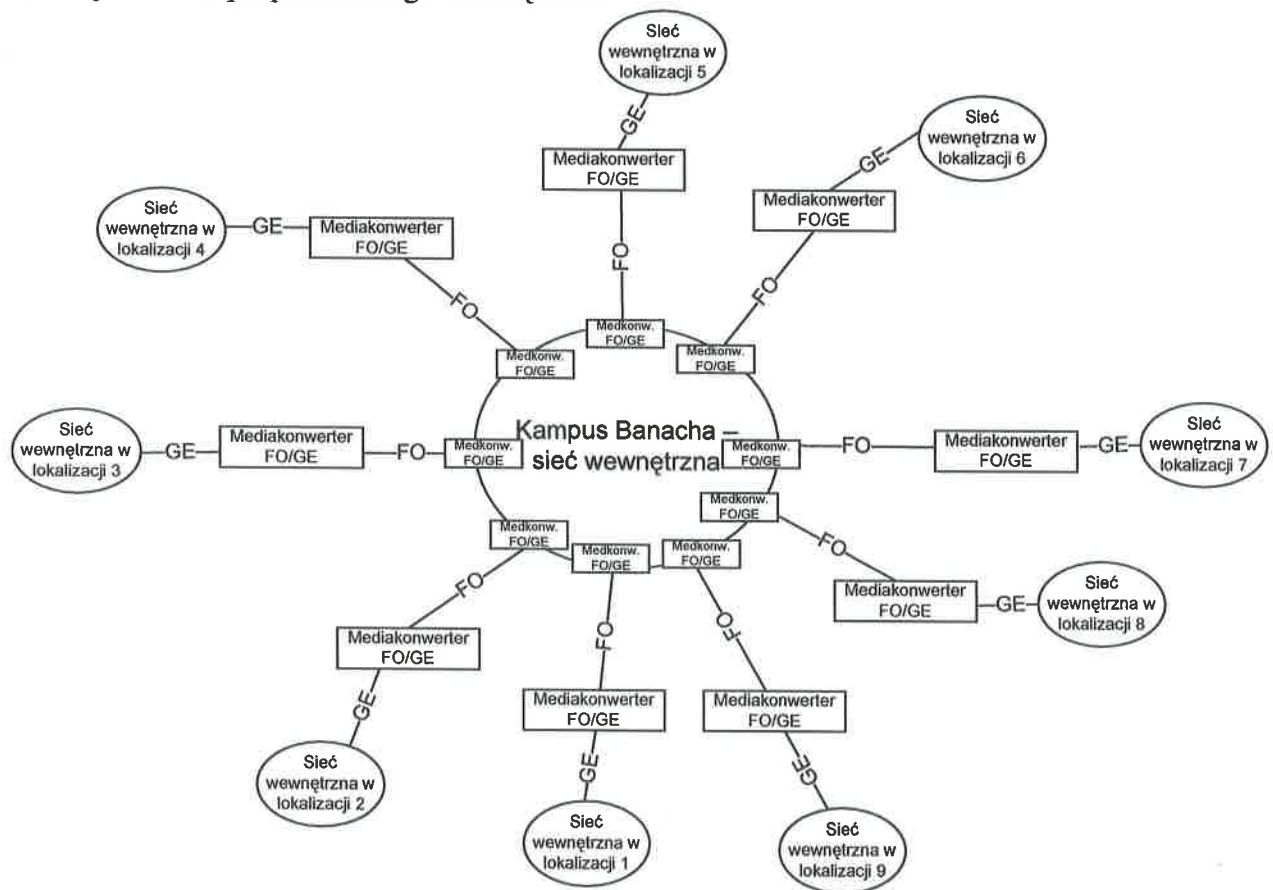 Sieć
wewnętrzna w
lokalizacji 5
GE
Mediakonwerter
FO/GE
FO
Sieć
wewnętrzna w
lokalizacji 6
GE
Mediakonwerter
FO/GE
FO
Sieć
wewnętrzna w
lokalizacji 4
GE
Mediakonwerter
FO/GE
FO
Medkonw.
FO/GE
Medkonw.
FO/GE
Medkonw.
FO/GE
Sieć
wewnętrzna w
lokalizacji 3
GE
Mediakonwerter
FO/GE
FO
Medkonw.
FO/GE
Kampus Banacha –
sieć wewnętrzna
Medkonw.
FO/GE
FO
Mediakonwerter
FO/GE
GE
Sieć
wewnętrzna w
lokalizacji 7
Medkonw.
FO/GE
FO
Mediakonwerter
FO/GE
GE
Sieć
wewnętrzna w
lokalizacji 8
Medkonw.
FO/GE
FO
Mediakonwerter
FO/GE
GE
Sieć
wewnętrzna w
lokalizacji 2
Medkonw.
FO/GE
FO
Mediakonwerter
FO/GE
GE
Sieć
wewnętrzna w
lokalizacji 1
Medkonw.
FO/GE
FO
Mediakonwerter
FO/GE
GE
Sieć
wewnętrzna w
lokalizacji 9